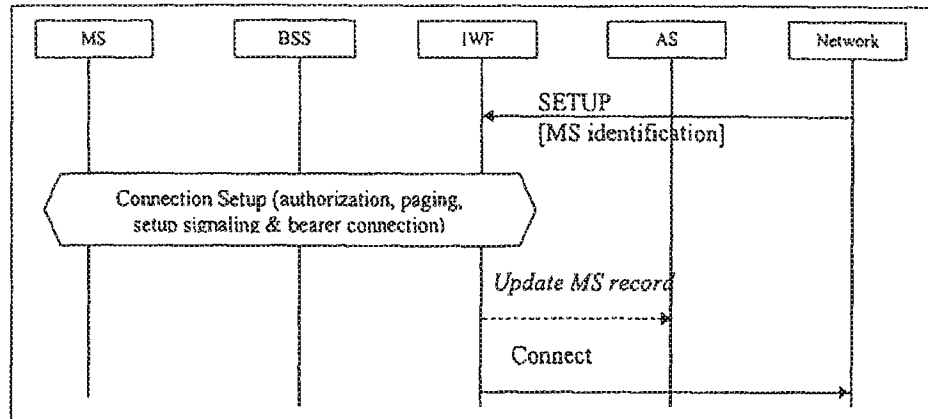 MS
BSS
IWF
AS
Network
SETUP
[MS identification]
Connection Setup (authorization, paging,
setup signaling & bearer connection)
Update MS record
Connect